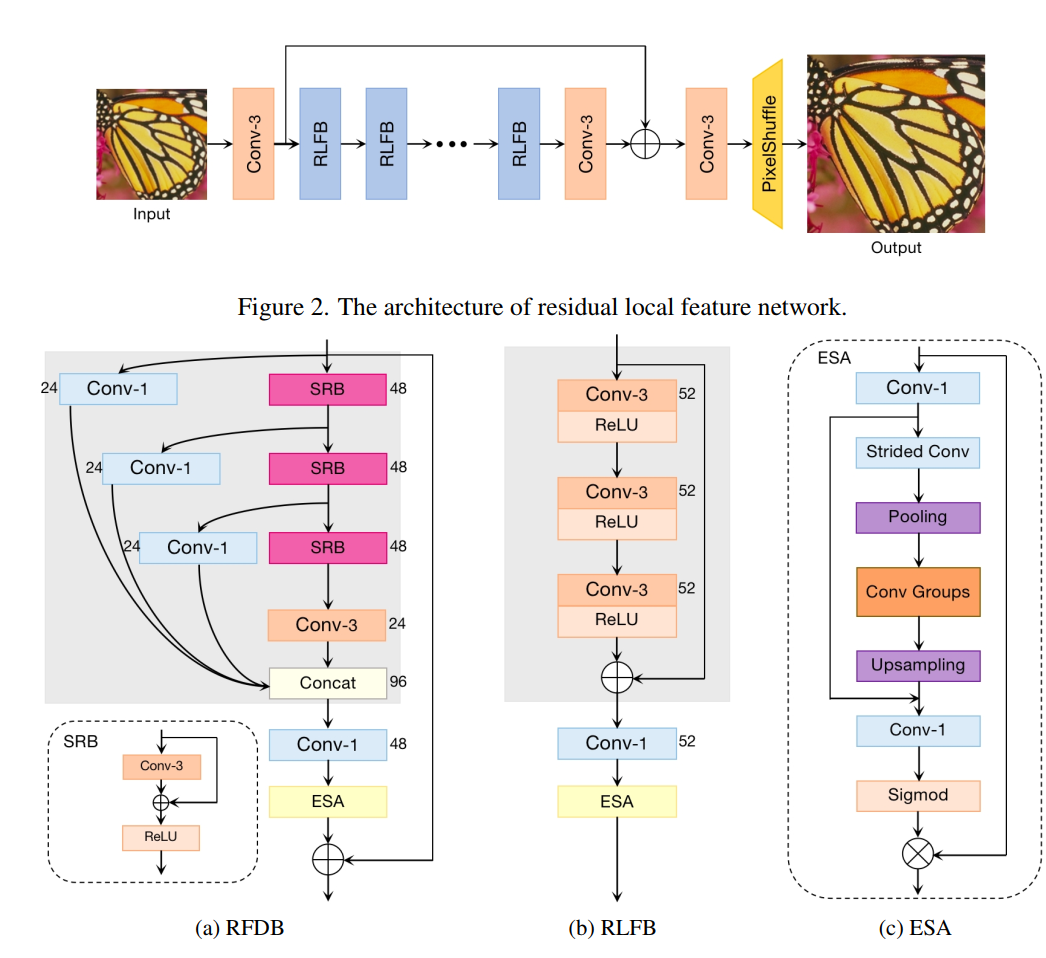 Conv-3
RLFB
RLFB
RLFB
Conv-3
Conv-3
PixelShuffle
Input
Output
Figure 2. The architecture of residual local feature network.
24
Conv-1
SRB
48
24
Conv-1
SRB
48
24
Conv-1
SRB
48
Conv-3
24
Concat
96
Conv-1
48
ESA
SRB
Conv-3
ReLU
(a) RFDB
Conv-3
52
ReLU
Conv-3
52
ReLU
Conv-3
52
ReLU
Conv-1
52
ESA
(b) RLFB
ESA
Conv-1
Strided Conv
Pooling
Conv Groups
Upsampling
Conv-1
Sigmod
(c) ESA